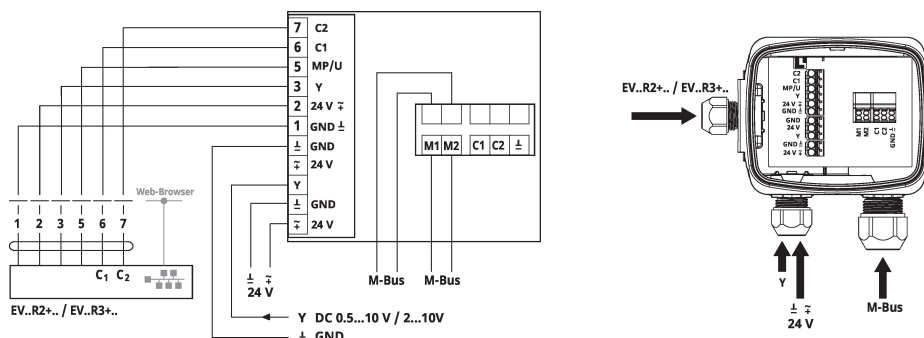 7 C2
6 C1
5 MP/U
3 Y
2 24 V ⏦
1 GND ⏊
⏊ GND
⏦ 24 V
Y
⏊ GND
⏦ 24 V
M1 M2 C1 C2 ⏊
Web-Browser
1 2 3 5 6 7
C1 C2
EV..R2+.. / EV..R3+..
⏊ ⏦
24 V
M-Bus M-Bus
Y DC 0.5...10 V / 2...10V
⏊ GND
EV..R2+.. / EV..R3+..
C2
C1
MP/U
Y
24 V ⏦
GND ⏊
GND
24 V
Y
GND ⏊
24 V ⏦
M1
M2
C1
C2
GND ⏊
Y
⏊ ⏦
24 V
M-Bus